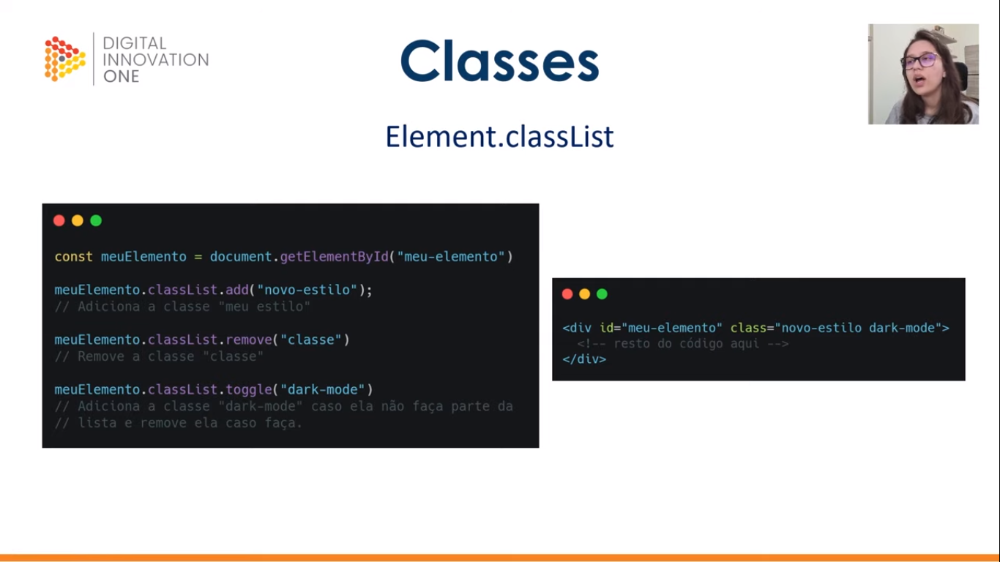 DIGITAL
INNOVATION
ONE
Classes
Element.classList
const meuElemento = document.getElementById("meu-elemento")
meuElemento.classList.add("novo-estilo");
// Adiciona a classe "meu estilo"
meuElemento.classList.remove("classe")
// Remove a classe "classe"
meuElemento.classList.toggle("dark-mode")
// Adiciona a classe "dark-mode" caso ela não faça parte da
// lista e remove ela caso faça.
<div id="meu-elemento" class="novo-estilo dark-mode">
<!-- resto do código aqui -->
</div>